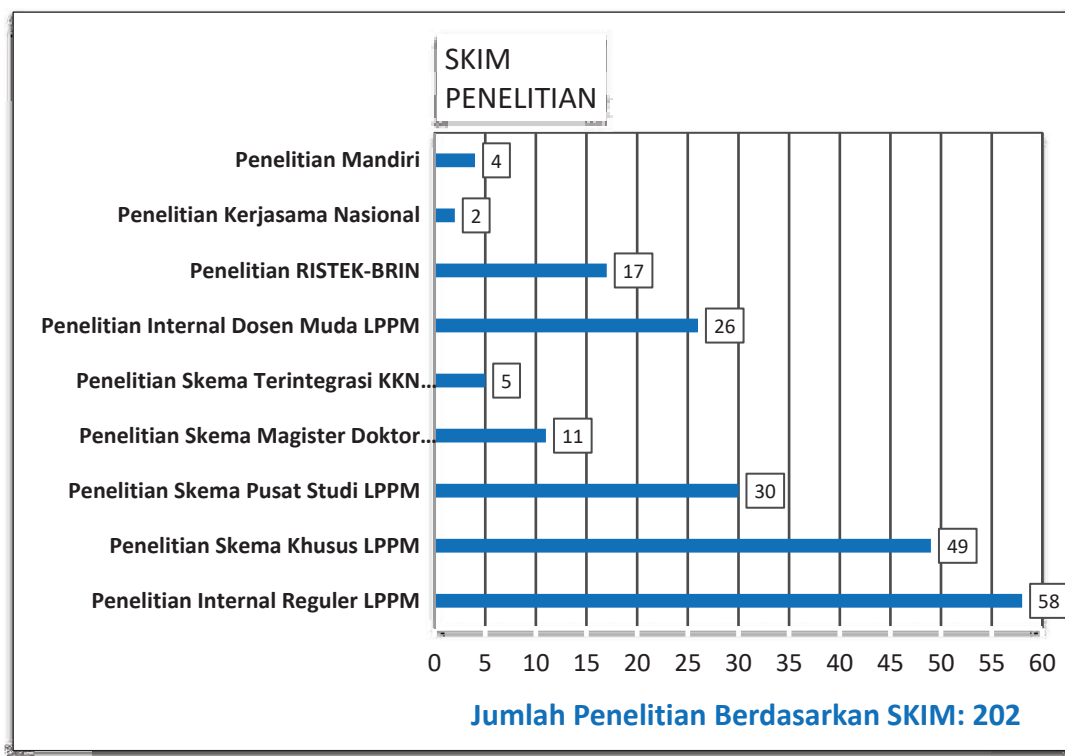 SKIM
PENELITIAN
Penelitian Mandiri 4
Penelitian Kerjasama Nasional 2
Penelitian RISTEK-BRIN 17
Penelitian Internal Dosen Muda LPPM 26
Penelitian Skema Terintegrasi KKN… 5
Penelitian Skema Magister Doktor… 11
Penelitian Skema Pusat Studi LPPM 30
Penelitian Skema Khusus LPPM 49
Penelitian Internal Reguler LPPM 58
0 5 10 15 20 25 30 35 40 45 50 55 60
Jumlah Penelitian Berdasarkan SKIM: 202